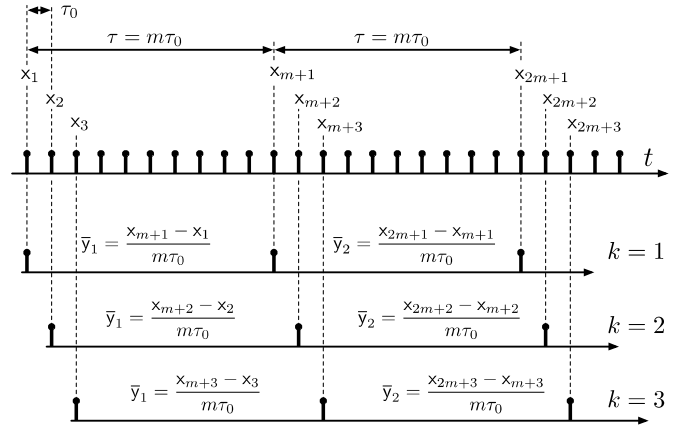 τ₀
τ = mτ₀ τ = mτ₀
x₁ xₘ₊₁ x₂ₘ₊₁
x₂ xₘ₊₂ x₂ₘ₊₂
x₃ xₘ₊₃ x₂ₘ₊₃
t
ȳ₁ = (xₘ₊₁ − x₁)/(mτ₀) ȳ₂ = (x₂ₘ₊₁ − xₘ₊₁)/(mτ₀) k = 1
ȳ₁ = (xₘ₊₂ − x₂)/(mτ₀) ȳ₂ = (x₂ₘ₊₂ − xₘ₊₂)/(mτ₀) k = 2
ȳ₁ = (xₘ₊₃ − x₃)/(mτ₀) ȳ₂ = (x₂ₘ₊₃ − xₘ₊₃)/(mτ₀) k = 3